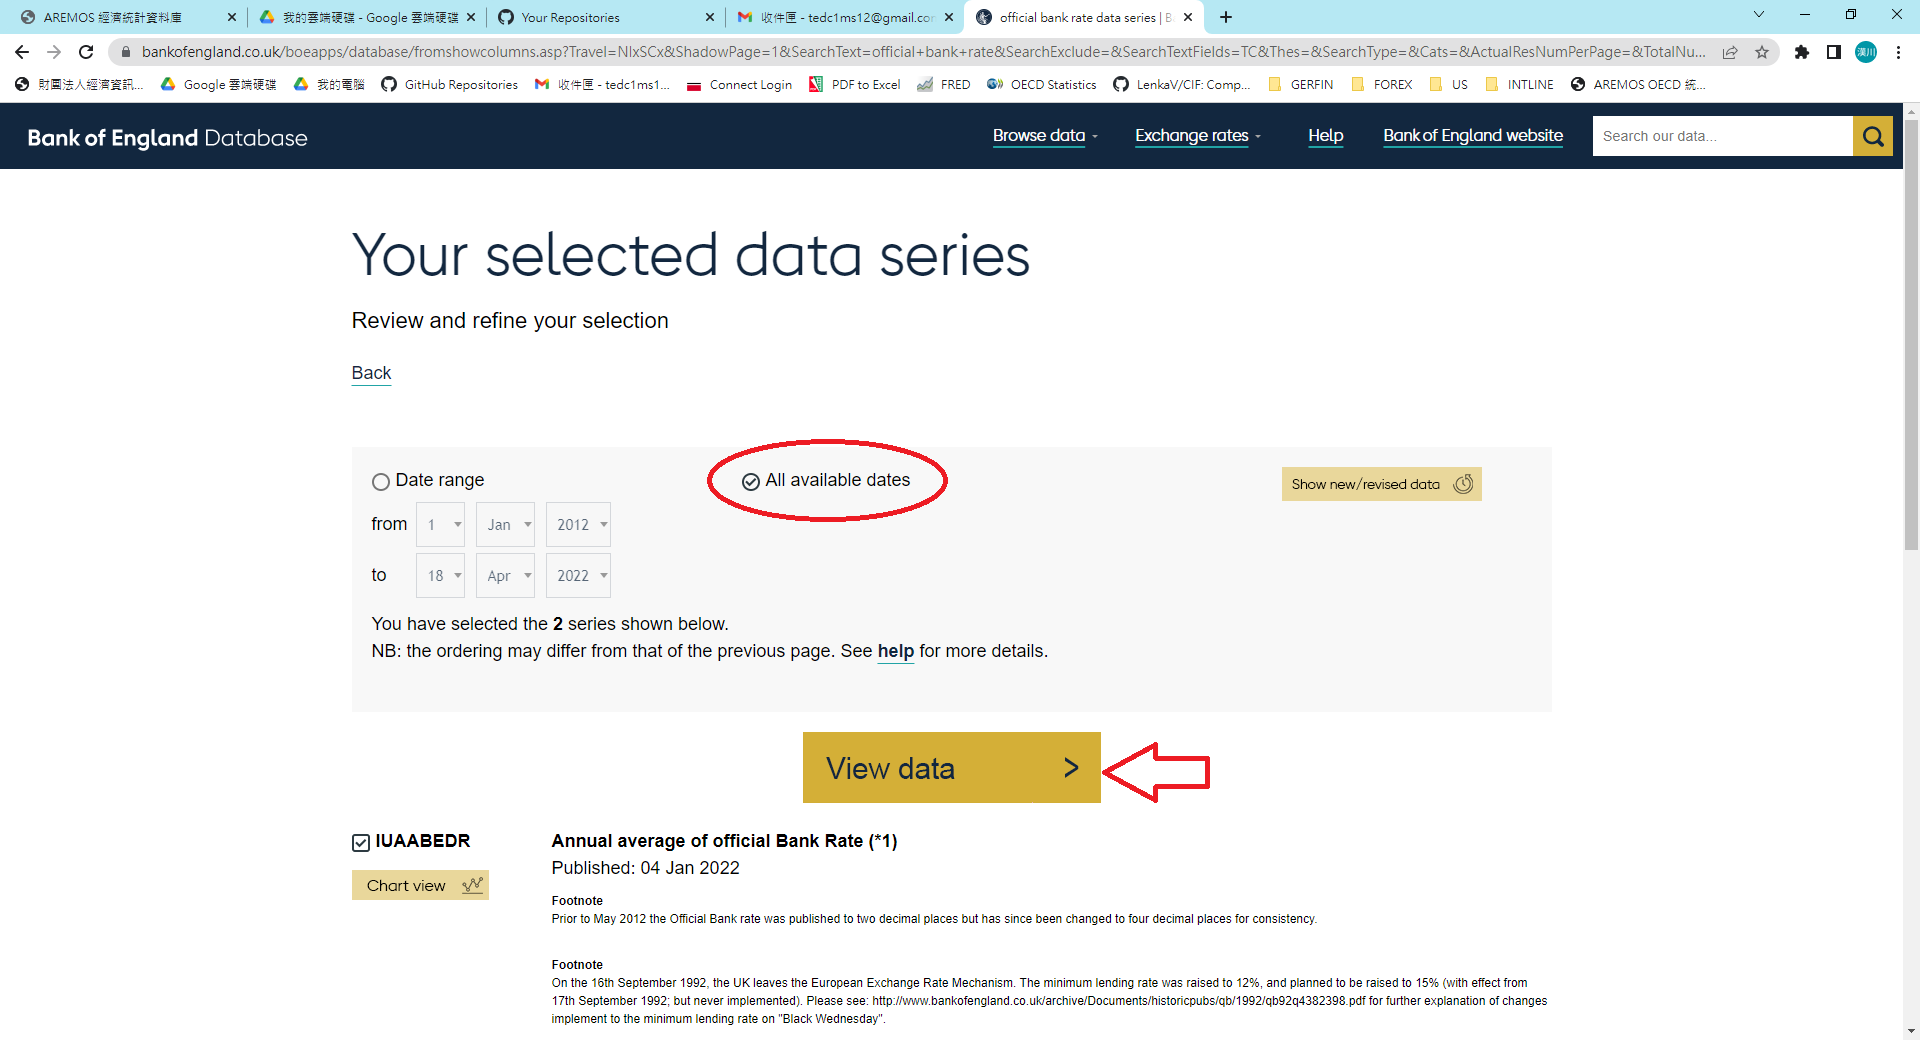 AREMOS 經濟統計資料庫
我的雲端硬碟 - Google 雲端硬碟
Your Repositories
收件匣 - tedc1ms12@gmail.cor
official bank rate data series | B
bankofengland.co.uk/boeapps/database/fromshowcolumns.asp?Travel=NIxSCx&ShadowPage=1&SearchText=official+bank+rate&SearchExclude=&SearchTextFields=TC&Thes=&SearchType=&Cats=&ActualResNumPerPage=&TotalNu...
漢川
財團法人經濟資訊...
Google 雲端硬碟
我的電腦
GitHub Repositories
收件匣 - tedc1ms1...
Connect Login
PDF to Excel
FRED
OECD Statistics
LenkaV/CIF: Comp...
GERFIN
FOREX
US
INTLINE
AREMOS OECD 統...
Bank of England Database
Browse data
Exchange rates
Help
Bank of England website
Search our data...
Your selected data series
Review and refine your selection
Back
Date range
All available dates
Show new/revised data
from 1 Jan 2012
to 18 Apr 2022
You have selected the 2 series shown below.
NB: the ordering may differ from that of the previous page. See help for more details.
View data >
IUAABEDR
Annual average of official Bank Rate (*1)
Published: 04 Jan 2022
Chart view
Footnote
Prior to May 2012 the Official Bank rate was published to two decimal places but has since been changed to four decimal places for consistency.
Footnote
On the 16th September 1992, the UK leaves the European Exchange Rate Mechanism. The minimum lending rate was raised to 12%, and planned to be raised to 15% (with effect from
17th September 1992; but never implemented). Please see: http://www.bankofengland.co.uk/archive/Documents/historicpubs/qb/1992/qb92q4382398.pdf for further explanation of changes
implement to the minimum lending rate on "Black Wednesday".